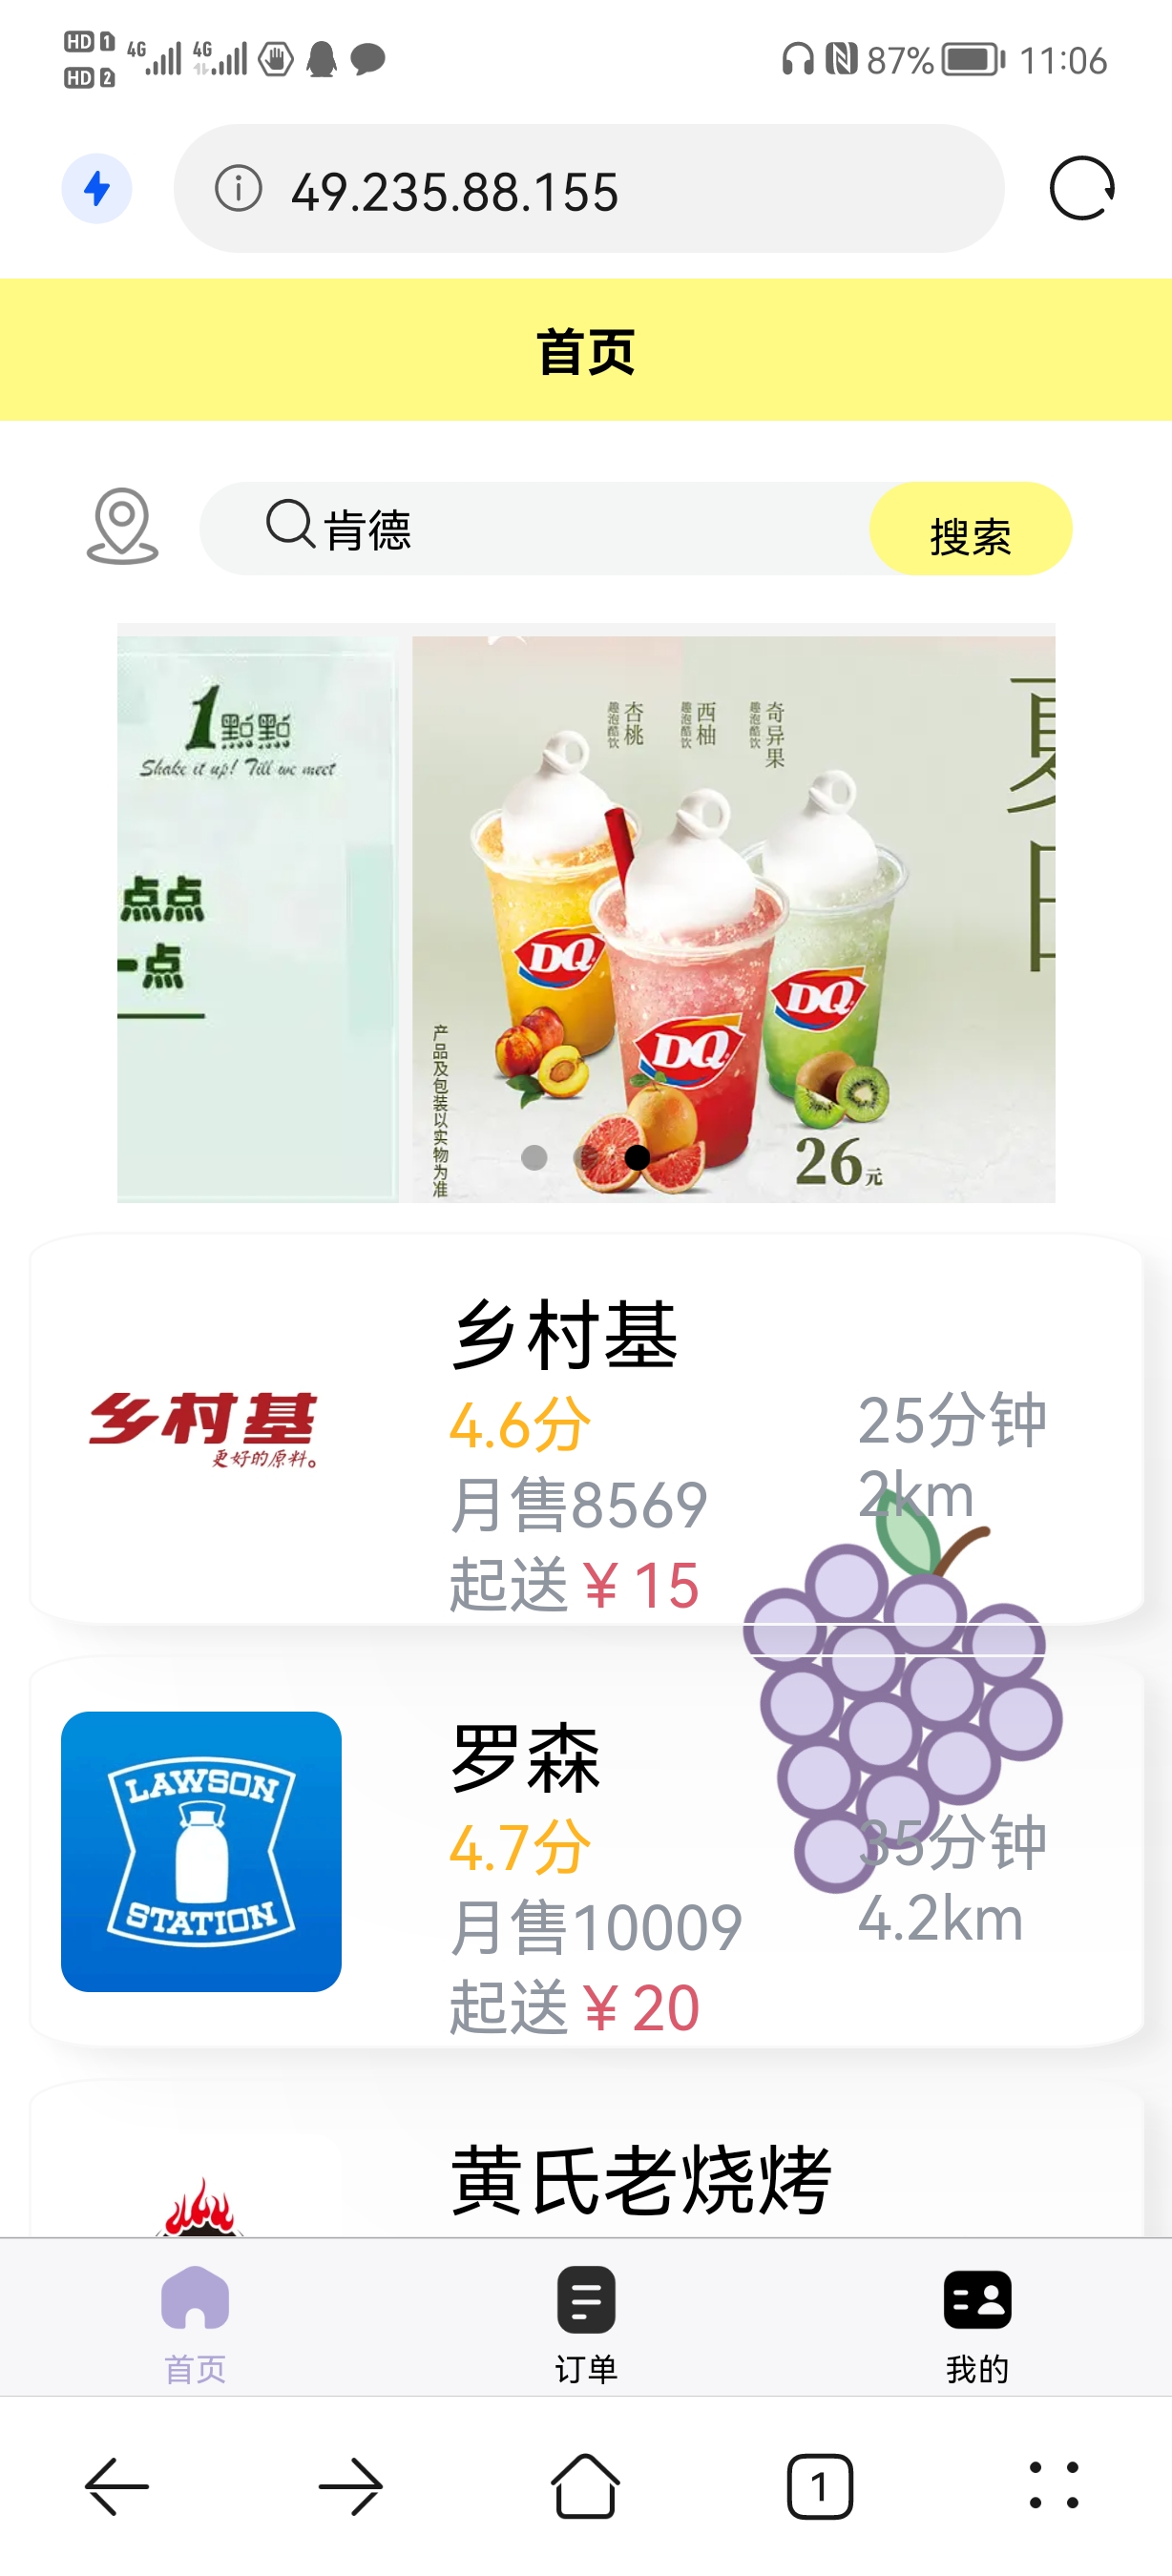 HD 1
HD 2
4G
4G
87%
11:06
49.235.88.155
首页
肯德
搜索
1點點
Shake it up! Till we meet
点点
一点
趣泡酷饮
杏桃
趣泡酷饮
西柚
趣泡酷饮
奇异果
夏
日
DQ
DQ
DQ
产品及包装以实物为准
26元
乡村基
更好的原料。
乡村基
4.6分
25分钟
月售8569
2km
起送￥15
LAWSON
STATION
罗森
4.7分
35分钟
月售10009
4.2km
起送￥20
黄氏老烧烤
首页
订单
我的
1